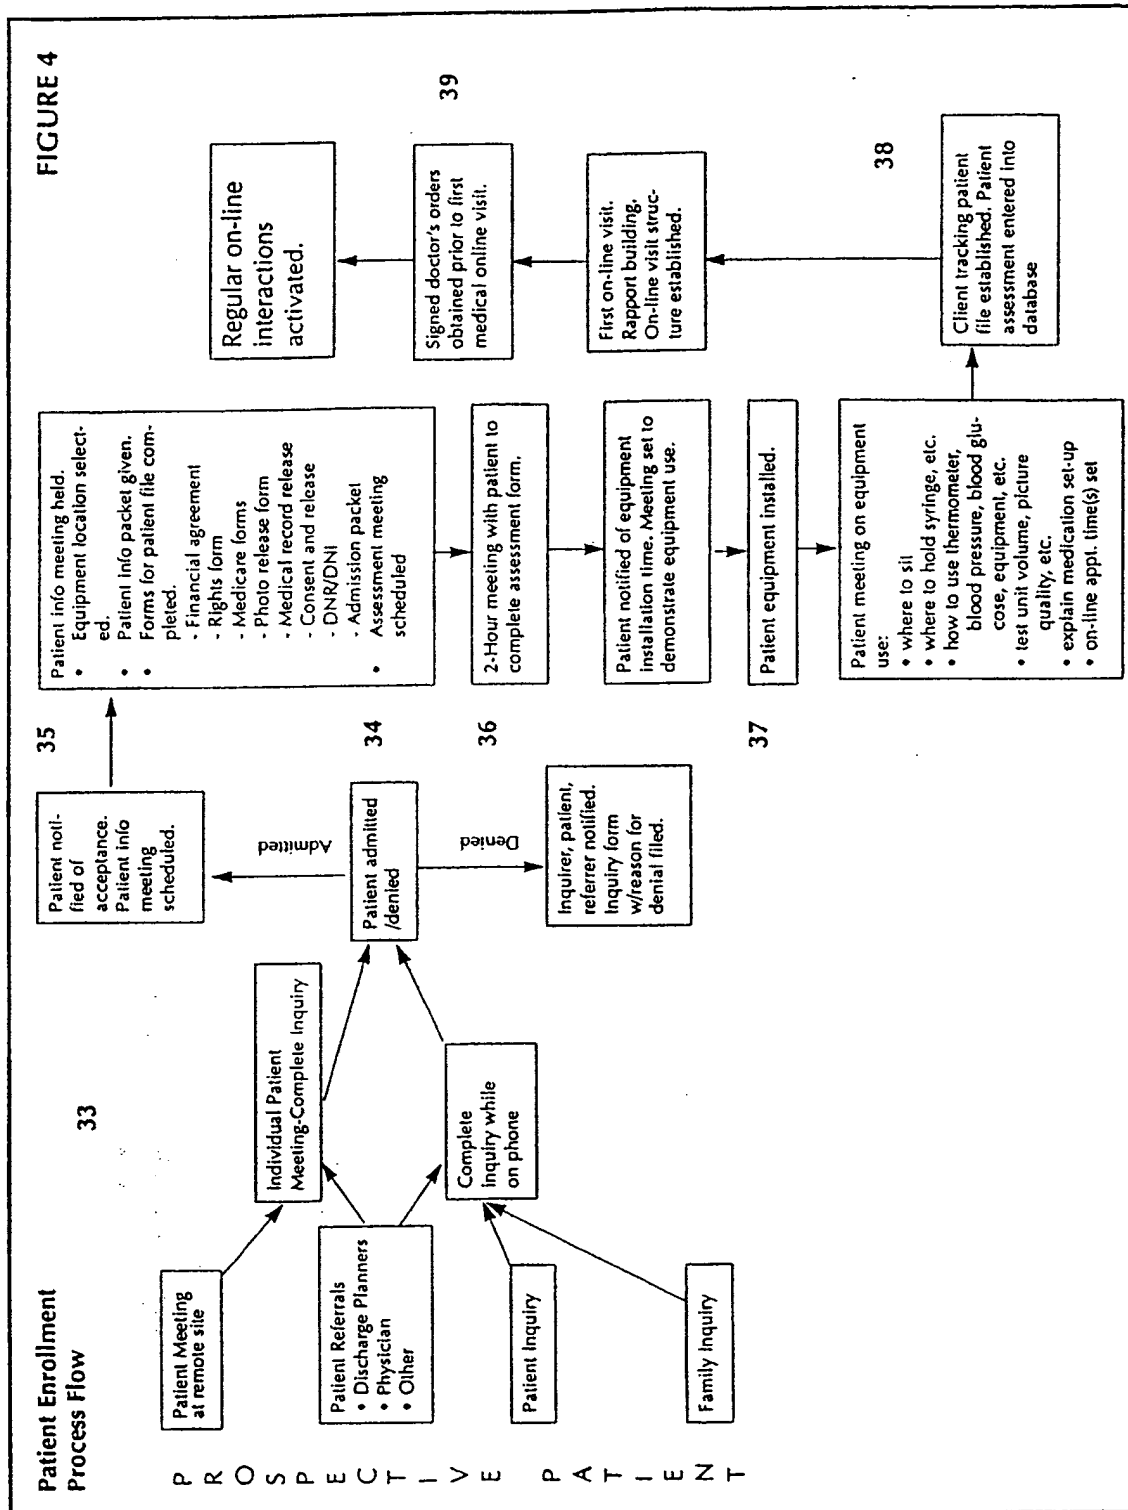 FIGURE 4
Patient Enrollment
Process Flow
PROSPECTIVE PATIENT
33
Patient Meeting
at remote site
Patient Referrals
• Discharge Planners
• Physician
• Other
Patient Inquiry
Family Inquiry
Individual Patient
Meeting-Complete Inquiry
Complete
inquiry while
on phone
34
Patient admitted
/denied
Admitted
Denied
Patient noti-
fied of
acceptance.
Patient info
meeting
scheduled.
Inquirer, patient,
referrer notified.
Inquiry form
w/reason for
denial filed.
35
Patient info meeting held.
• Equipment location select-
ed.
• Patient info packet given.
• Forms for patient file com-
pleted.
- Financial agreement
- Rights form
- Medicare forms
- Photo release form
- Medical record release
- Consent and release
- DNR/DNI
- Admission packet
• Assessment meeting
scheduled
36
2-Hour meeting with patient to
complete assessment form.
Patient notified of equipment
installation time. Meeting set to
demonstrate equipment use.
37
Patient equipment installed.
Patient meeting on equipment
use:
• where to sil
• where to hold syringe, etc.
• how to use thermometer,
blood pressure, blood glu-
cose, equipment, etc.
• test unit volume, picture
quality, etc.
• explain medication set-up
• on-line appl. time(s) set
38
Client tracking patient
file established. Patient
assessment entered into
database
First on-line visit.
Rapport building.
On-line visit struc-
ture established.
39
Signed doctor's orders
obtained prior to first
medical online visit.
Regular on-line
interactions
activated.